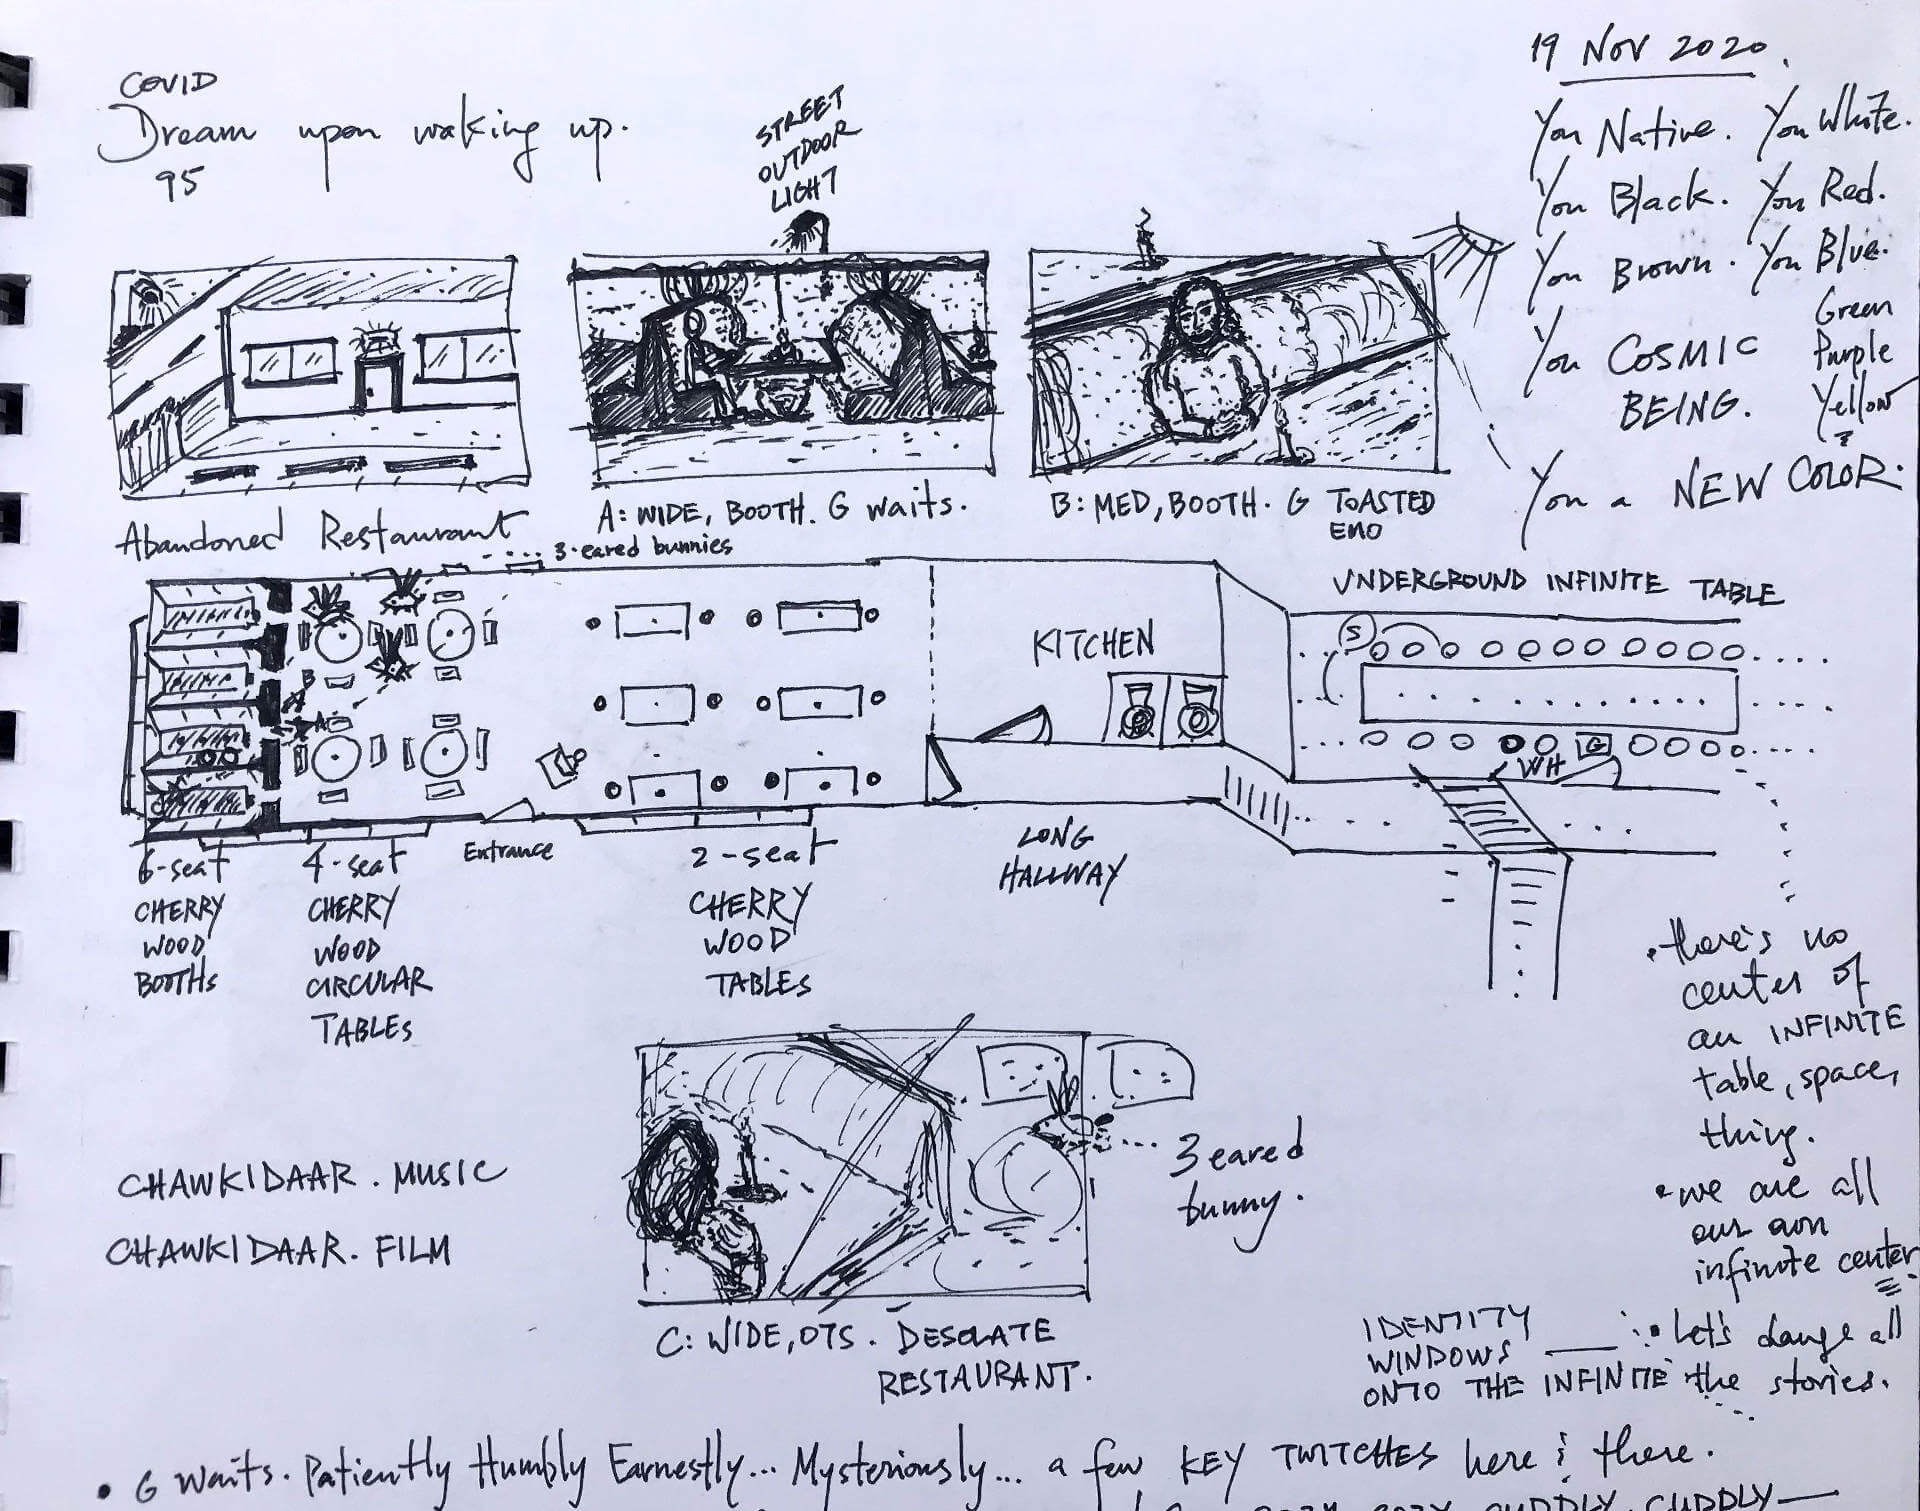 COVID
Dream upon waking up.
95
STREET
OUTDOOR
LIGHT
19 Nov 2020.
You Native. You White.
You Black. You Red.
You Brown. You Blue.
Green
You COSMIC Purple
BEING. Yellow
You a NEW COLOR.
Abandoned Restaurant
A: WIDE, BOOTH. G waits.
B: MED, BOOTH. G TOASTED
3-eared bunnies
UNDERGROUND INFINITE TABLE
KITCHEN
S
B
A
G
WH
6-seat
CHERRY
WOOD
BOOTHS
4-seat
CHERRY
WOOD
CIRCULAR
TABLES
Entrance
2-seat
CHERRY
WOOD
TABLES
LONG
HALLWAY
• there's no
center of
an INFINITE
table, space,
thing.
• we are all
our own
infinite center
3 eared
bunny.
CHAWKIDAAR. MUSIC
CHAWKIDAAR. FILM
C: WIDE, OTS. DESOLATE
RESTAURANT.
IDENTITY
WINDOWS
ONTO THE INFINITE
• Let's change all
the stories.
• G waits. Patiently Humbly Earnestly... Mysteriously... a few KEY TWITCHES here & there.